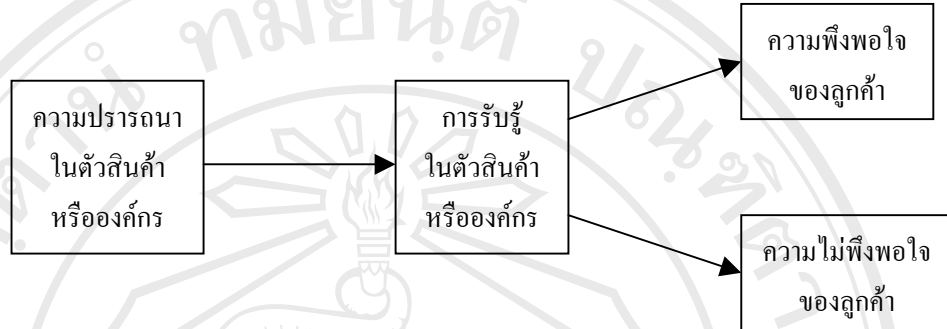 ความปรารถนา
ในตัวสินค้า
หรือองค์กร
การรับรู้
ในตัวสินค้า
หรือองค์กร
ความพึงพอใจ
ของลูกค้า
ความไม่พึงพอใจ
ของลูกค้า